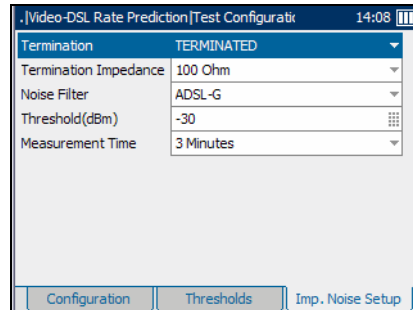 .|Video-DSL Rate Prediction|Test Configuratic 14:08
Termination TERMINATED
Termination Impedance 100 Ohm
Noise Filter ADSL-G
Threshold(dBm) -30
Measurement Time 3 Minutes
Configuration Thresholds Imp. Noise Setup